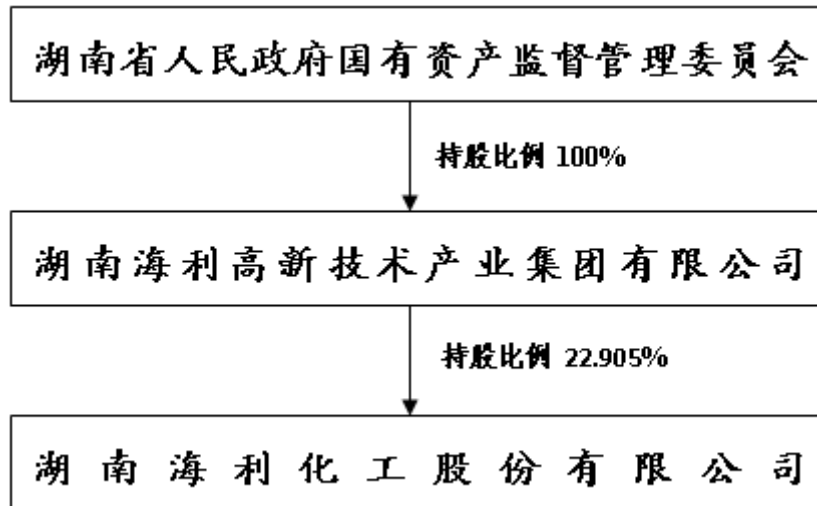 湖南省人民政府国有资产监督管理委员会
持股比例 100%
湖南海利高新技术产业集团有限公司
持股比例 22.905%
湖南海利化工股份有限公司